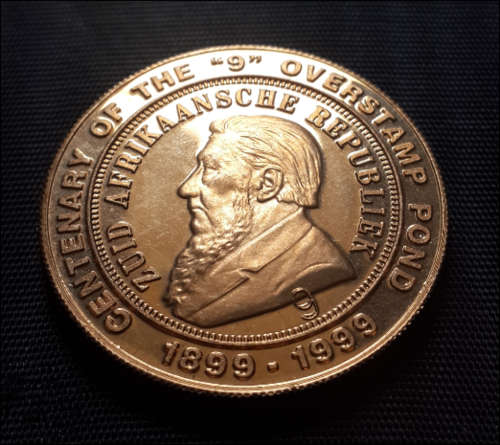 CENTENARY OF THE "9" OVERSTAMP POND
ZUID AFRIKAANSCHE REPUBLIEK
9
1899 - 1999